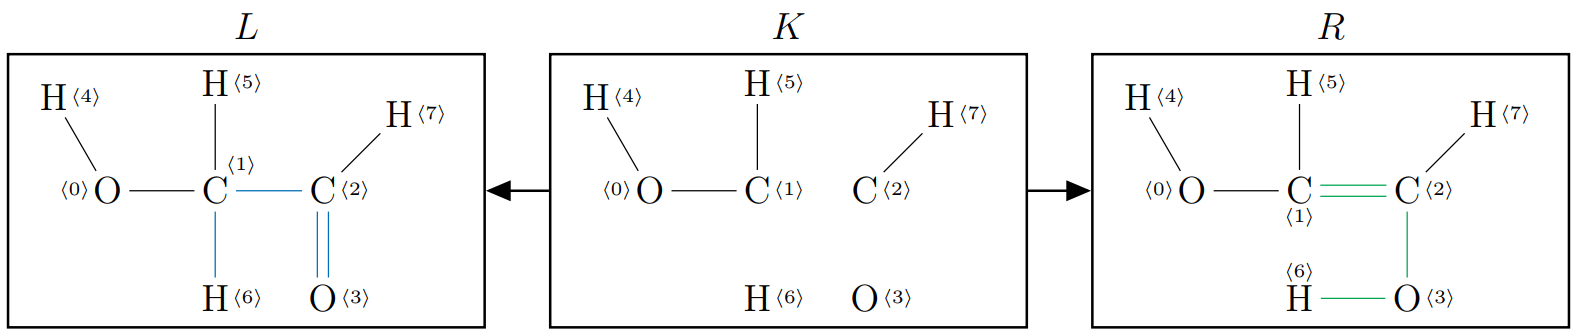 L K R
H⟨4⟩ H⟨5⟩ H⟨7⟩ ⟨0⟩O C⟨1⟩ C⟨2⟩ H⟨6⟩ O⟨3⟩
H⟨4⟩ H⟨5⟩ H⟨7⟩ ⟨0⟩O C⟨1⟩ C⟨2⟩ H⟨6⟩ O⟨3⟩
H⟨4⟩ H⟨5⟩ H⟨7⟩ ⟨0⟩O C⟨1⟩ C⟨2⟩ ⟨6⟩H O⟨3⟩